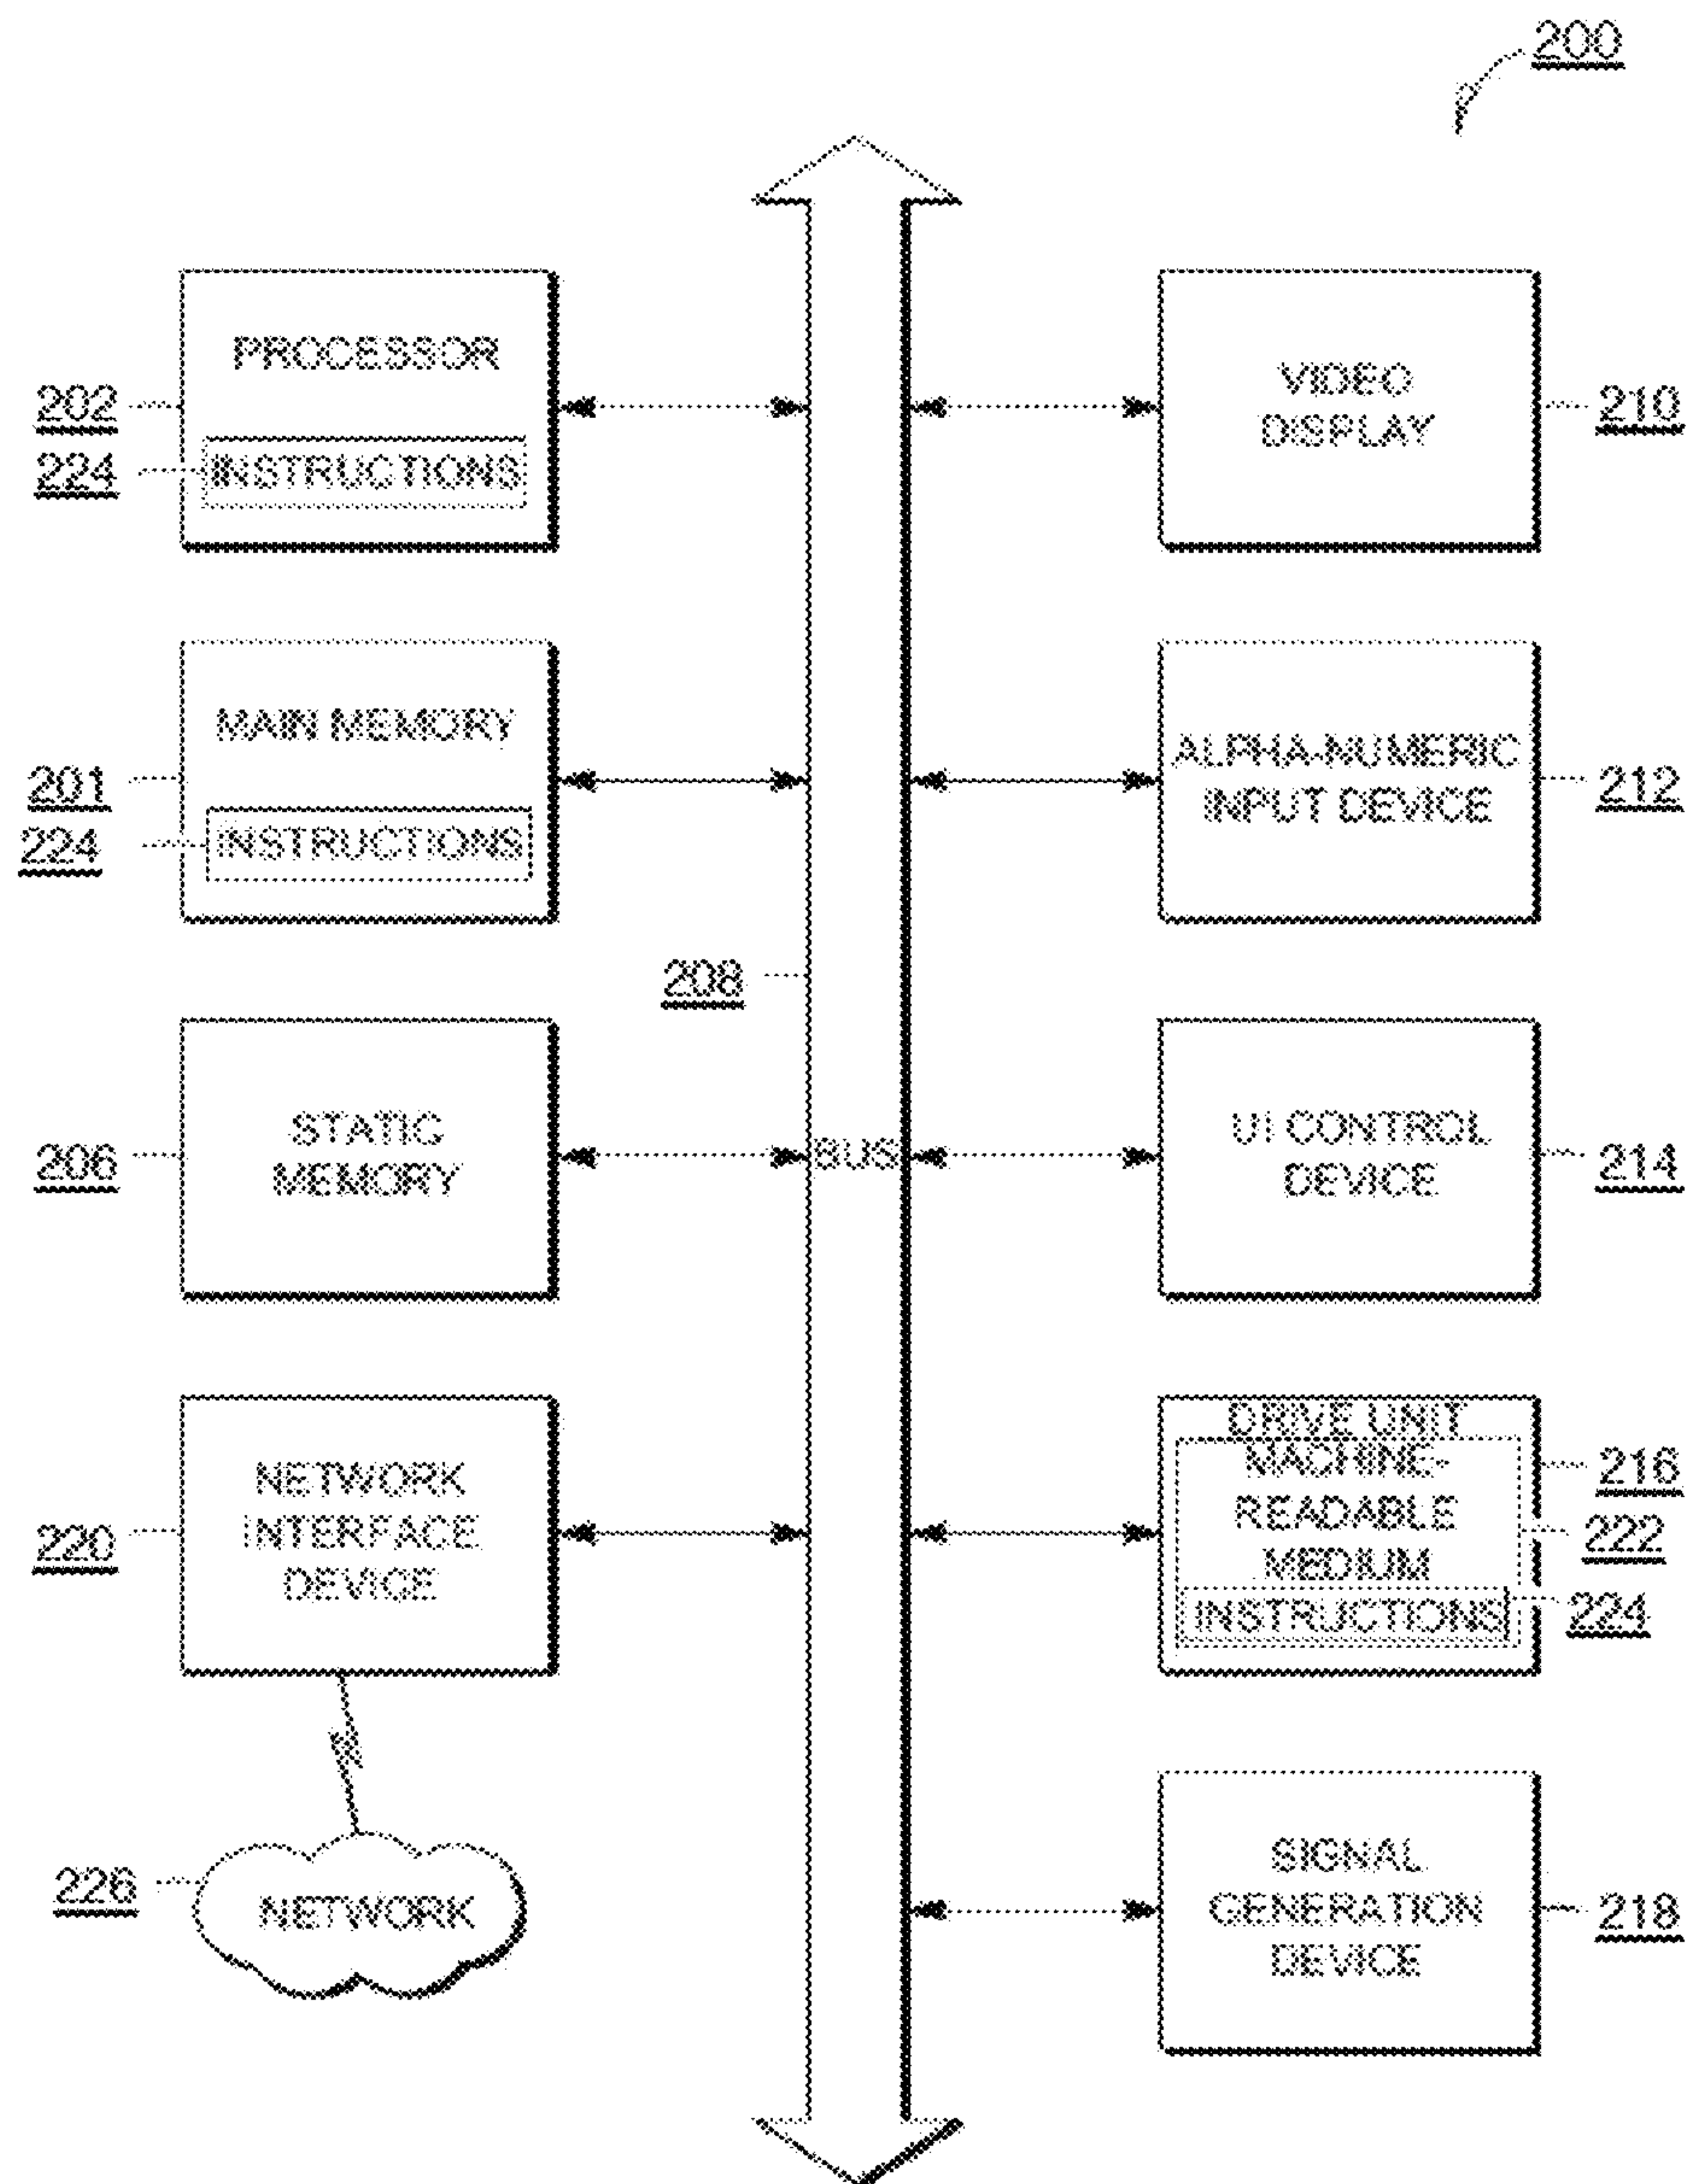 200
PROCESSOR
202
224
INSTRUCTIONS
VIDEO
DISPLAY
210
MAIN MEMORY
201
224
INSTRUCTIONS
ALPHA-NUMERIC
INPUT DEVICE
212
208
STATIC
MEMORY
206
BUS
UI CONTROL
DEVICE
214
NETWORK
INTERFACE
DEVICE
220
DRIVE UNIT
MACHINE-
READABLE
MEDIUM
INSTRUCTIONS
216
222
224
226
NETWORK
SIGNAL
GENERATION
DEVICE
218